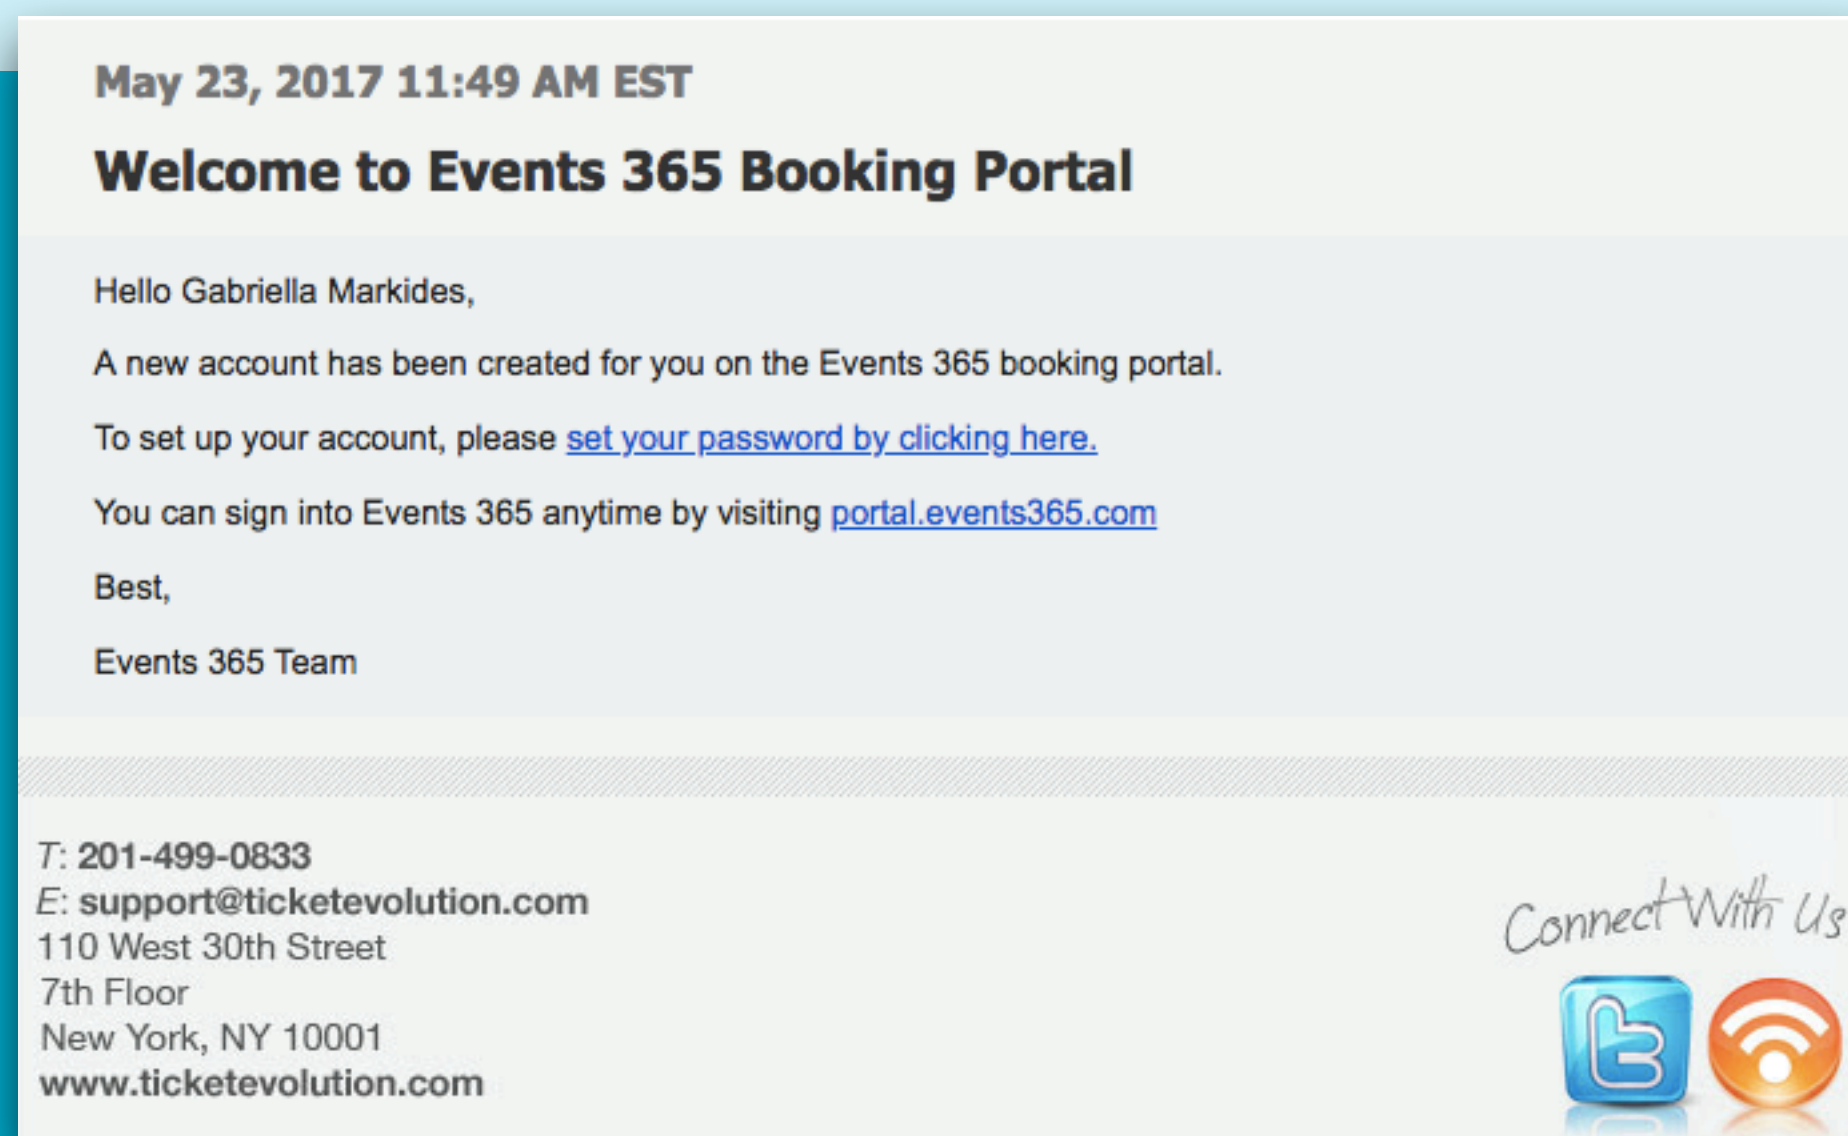 May 23, 2017 11:49 AM EST
Welcome to Events 365 Booking Portal
Hello Gabriella Markides,
A new account has been created for you on the Events 365 booking portal.
To set up your account, please set your password by clicking here.
You can sign into Events 365 anytime by visiting portal.events365.com
Best,
Events 365 Team
T: 201-499-0833
E: support@ticketevolution.com
110 West 30th Street
7th Floor
New York, NY 10001
www.ticketevolution.com
Connect With Us